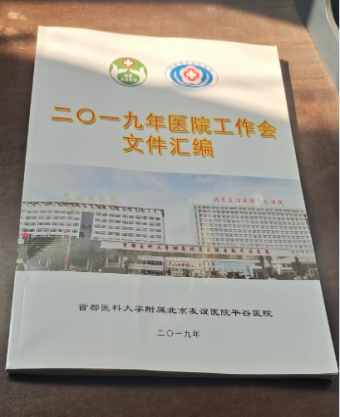 二〇一九年医院工作会
文件汇编
首都医科大学附属北京友谊医院平谷医院
二〇一九年